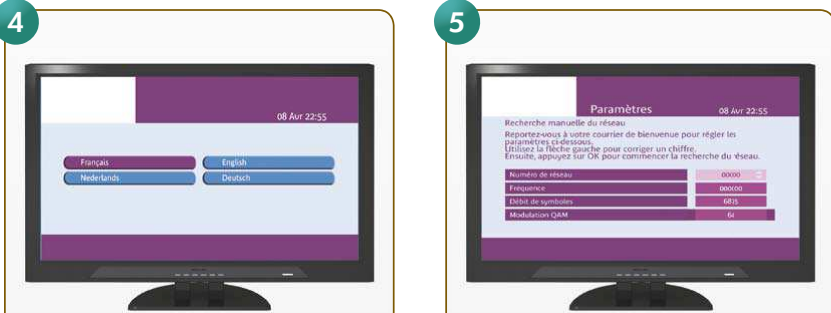 4
08 Avr 22:55
Français
English
Nederlands
Deutsch
5
Paramètres
08 Avr 22:55
Recherche manuelle du réseau
Reportez-vous à votre courrier de bienvenue pour régler les
paramètres ci-dessous.
Utilisez la flèche gauche pour corriger un chiffre.
Ensuite, appuyez sur OK pour commencer la recherche du réseau.
Numéro de réseau
00000
Fréquence
000000
Débit de symboles
6875
Modulation QAM